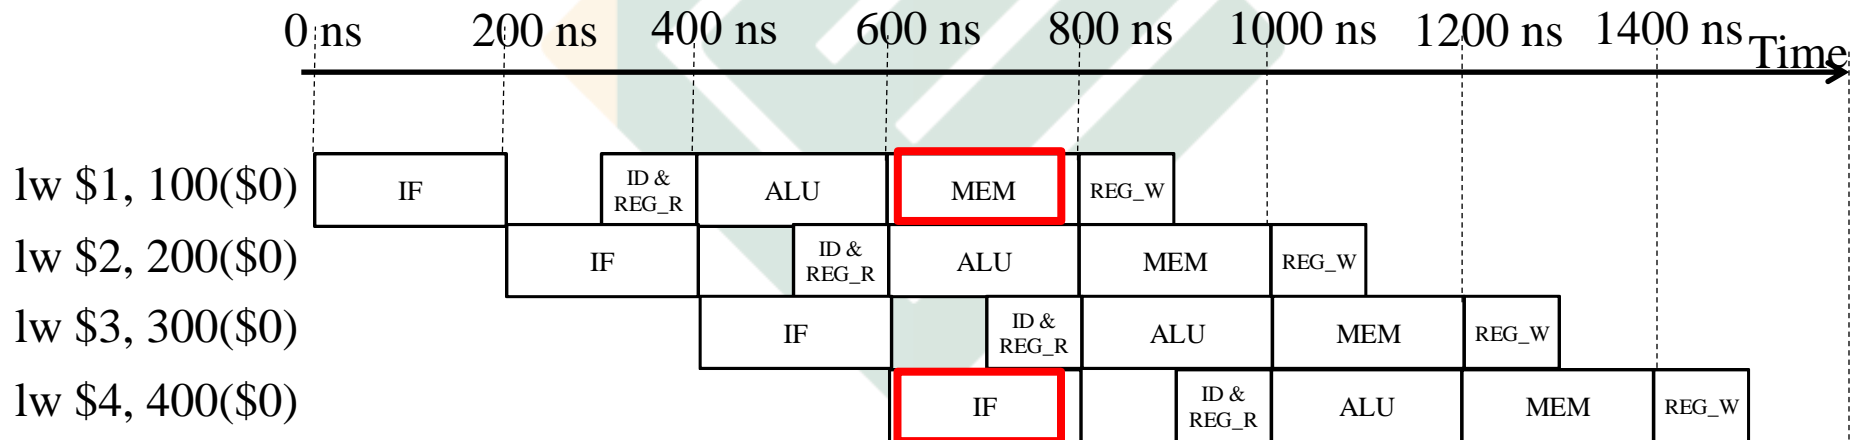 0 ns 200 ns 400 ns 600 ns 800 ns 1000 ns 1200 ns 1400 ns Time
lw $1, 100($0) IF ID & REG_R ALU MEM REG_W
lw $2, 200($0) IF ID & REG_R ALU MEM REG_W
lw $3, 300($0) IF ID & REG_R ALU MEM REG_W
lw $4, 400($0) IF ID & REG_R ALU MEM REG_W